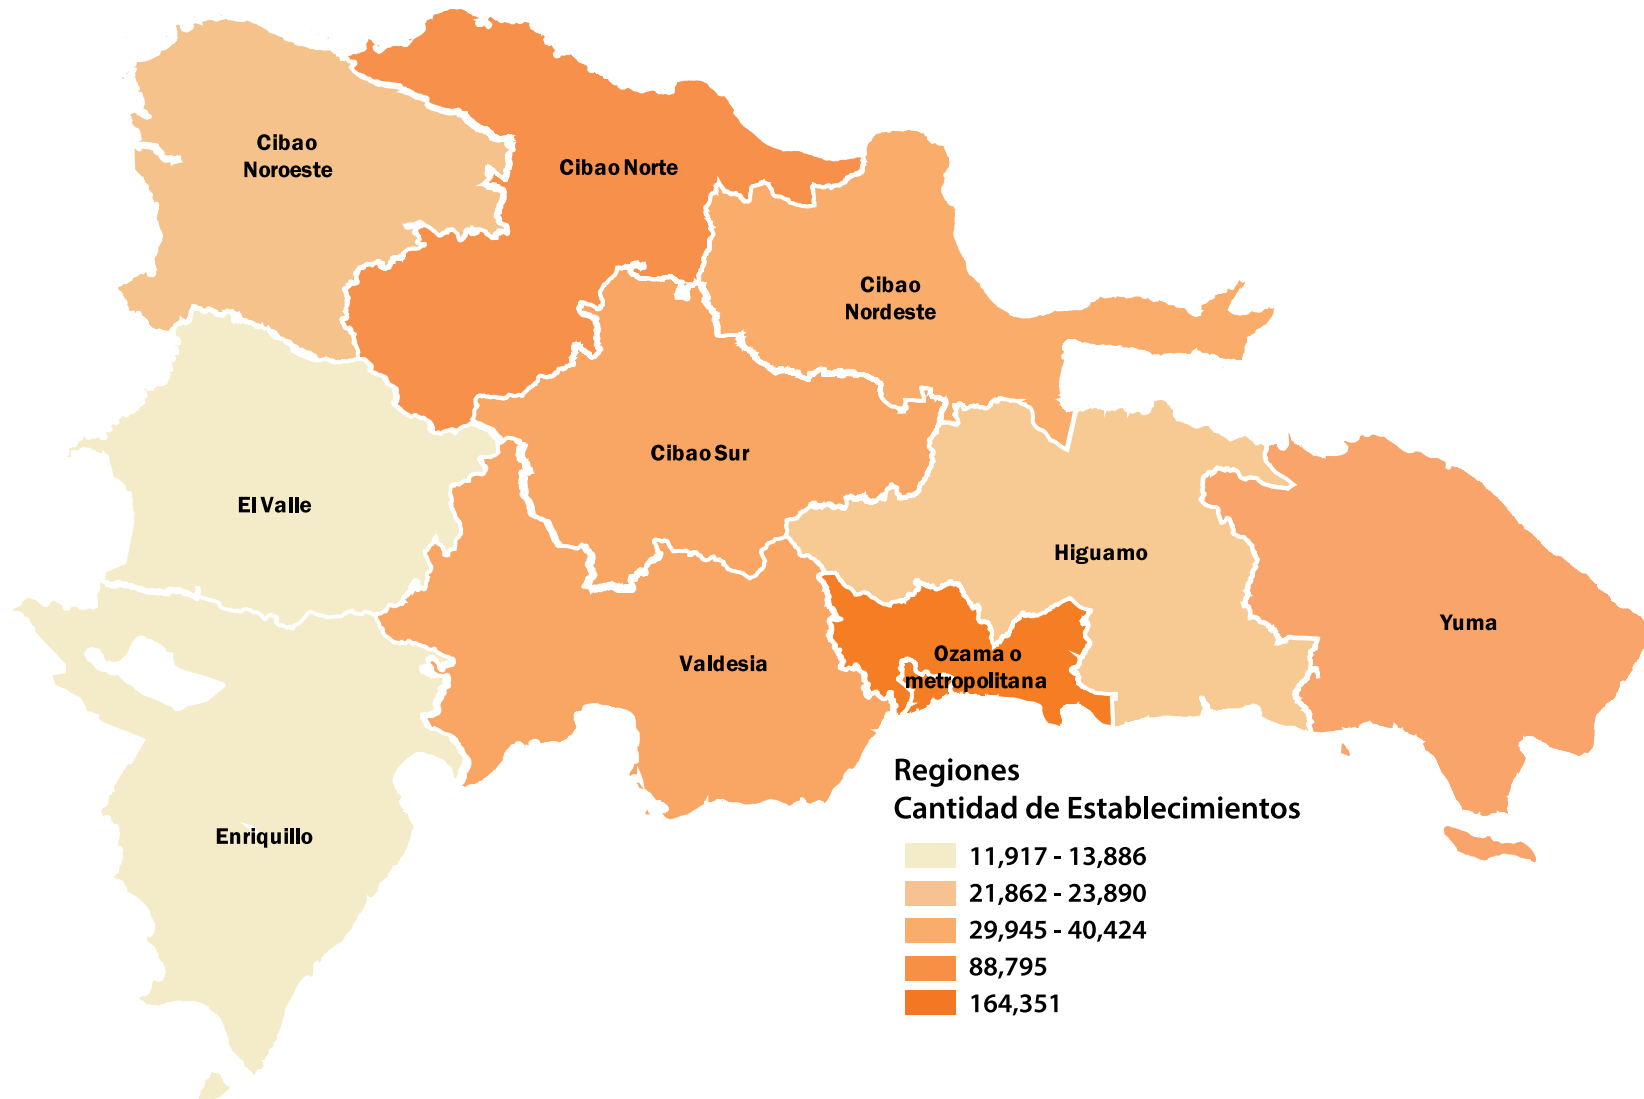 Cibao
Noroeste
Cibao Norte
Cibao
Nordeste
Cibao Sur
El Valle
Higuamo
Yuma
Ozama o
metropolitana
Valdesia
Enriquillo
Regiones
Cantidad de Establecimientos
11,917 - 13,886
21,862 - 23,890
29,945 - 40,424
88,795
164,351